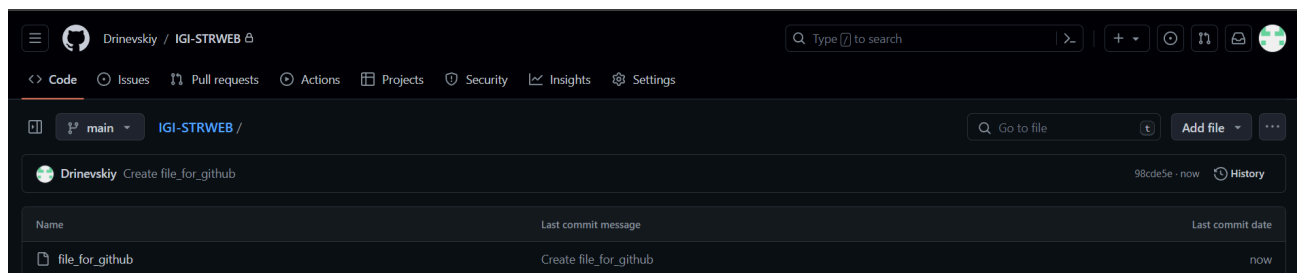 Drinevskiy / IGI-STRWEB Type / to search >_ +
<> Code Issues Pull requests Actions Projects Security Insights Settings
main IGI-STRWEB / Go to file t Add file ...
Drinevskiy Create file_for_github 98cde5e · now History
Name Last commit message Last commit date
file_for_github Create file_for_github now